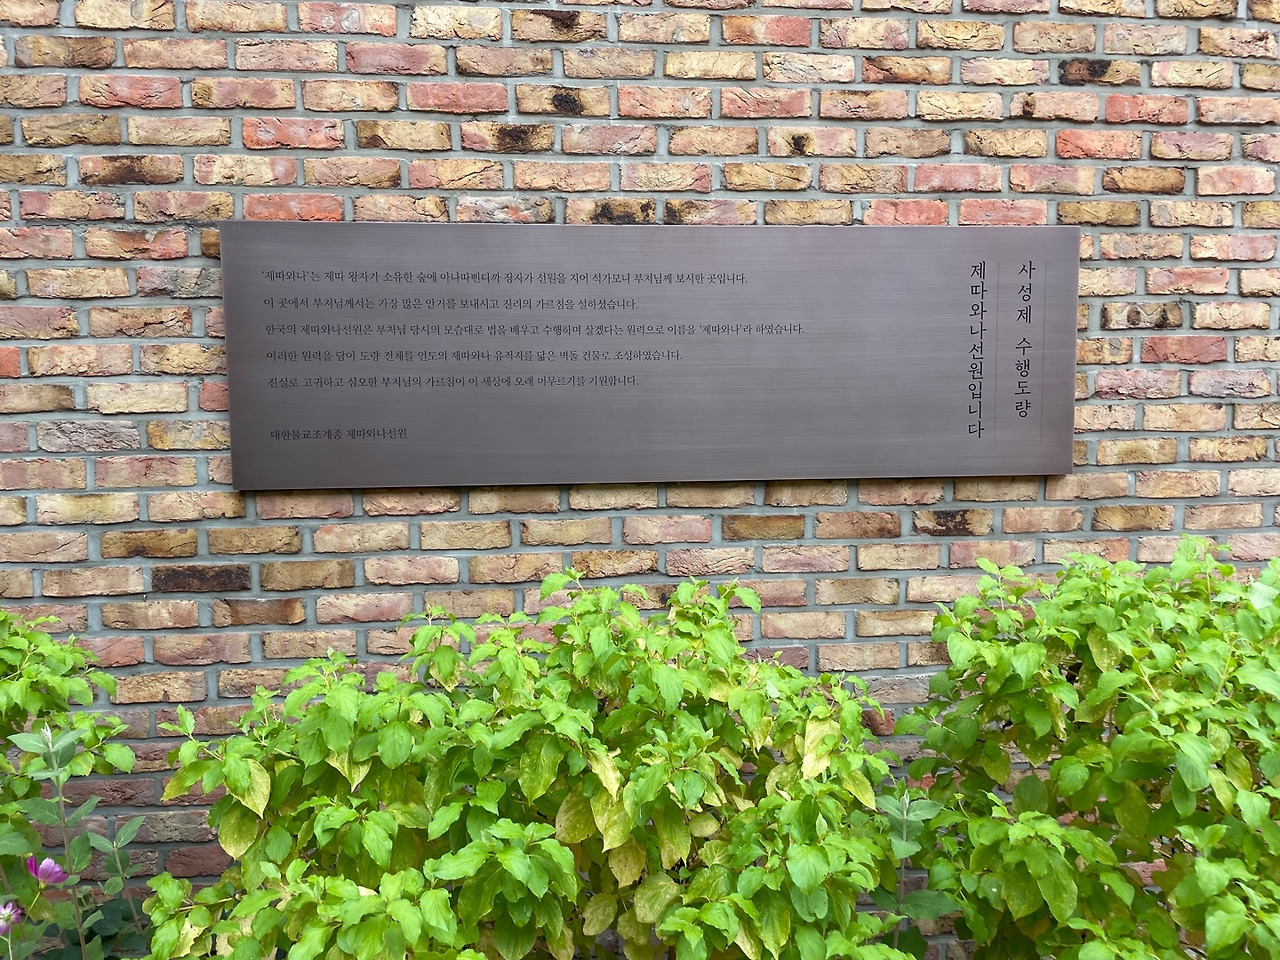 사성제 수행도량
제따와나선원입니다
‘제따와나’는 제따 왕자가 소유한 숲에 아나따삔디까 장자가 선원을 지어 석가모니 부처님께 보시한 곳입니다.
이 곳에서 부처님께서는 가장 많은 안거를 보내시고 진리의 가르침을 설하셨습니다.
한국의 제따와나선원은 부처님 당시의 모습대로 법을 배우고 수행하며 살겠다는 원력으로 이름을 ‘제따와나’라 하였습니다.
이러한 원력을 담아 도량 전체를 인도의 제따와나 유적지를 닮은 벽돌 건물로 조성하였습니다.
진실로 고귀하고 심오한 부처님의 가르침이 이 세상에 오래 머무르기를 기원합니다.
대한불교조계종 제따와나선원